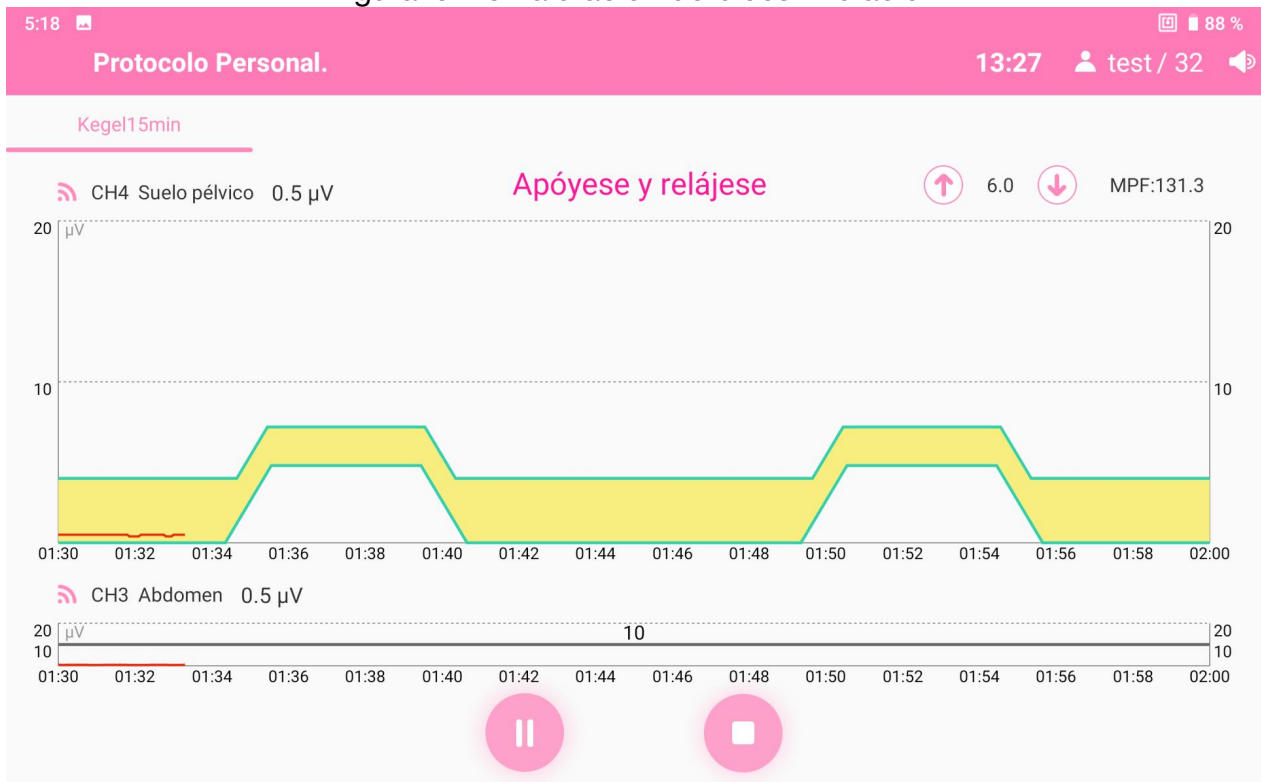 5:18 88 %
Protocolo Personal. 13:27 test / 32
Kegel15min
CH4 Suelo pélvico 0.5 µV Apóyese y relájese 6.0 MPF:131.3
20 µV 20
10 10
01:30 01:32 01:34 01:36 01:38 01:40 01:42 01:44 01:46 01:48 01:50 01:52 01:54 01:56 01:58 02:00
CH3 Abdomen 0.5 µV
20 µV 10 20
10 10
01:30 01:32 01:34 01:36 01:38 01:40 01:42 01:44 01:46 01:48 01:50 01:52 01:54 01:56 01:58 02:00